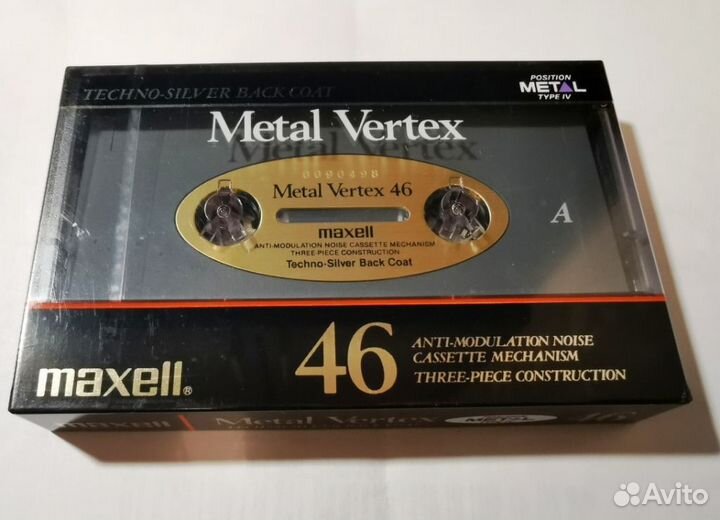 TECHNO-SILVER BACK COAT
POSITION
METAL
TYPE IV
Metal Vertex
0090498
Metal Vertex 46
maxell
ANTI-MODULATION NOISE CASSETTE MECHANISM
THREE-PIECE CONSTRUCTION
Techno-Silver Back Coat
A
maxell®
46
ANTI-MODULATION NOISE
CASSETTE MECHANISM
THREE-PIECE CONSTRUCTION
maxell
Metal Vertex
METAL
46
Avito